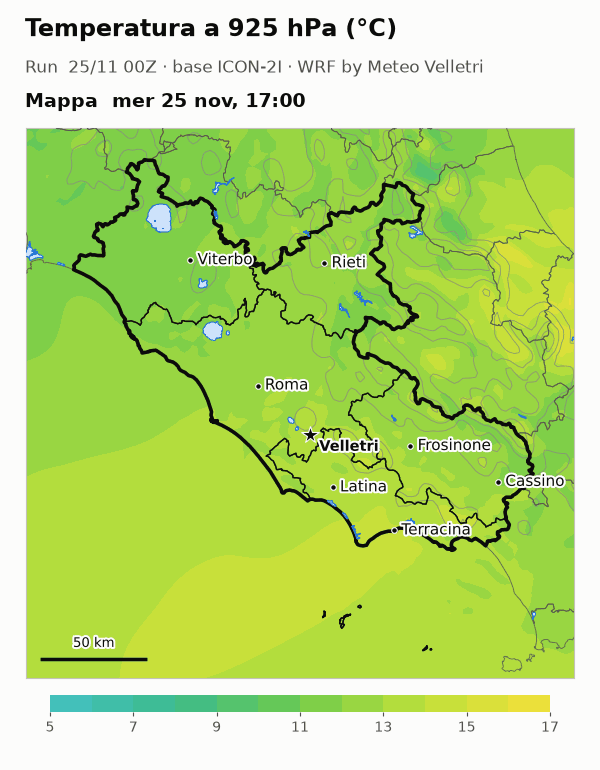 Temperatura a 925 hPa (°C)
Run  25/11 00Z · base ICON-2I · WRF by Meteo Velletri
Mappa  mer 25 nov, 17:00
Viterbo
Rieti
Roma
Velletri
Frosinone
Cassino
Latina
Terracina
50 km
5 7 9 11 13 15 17